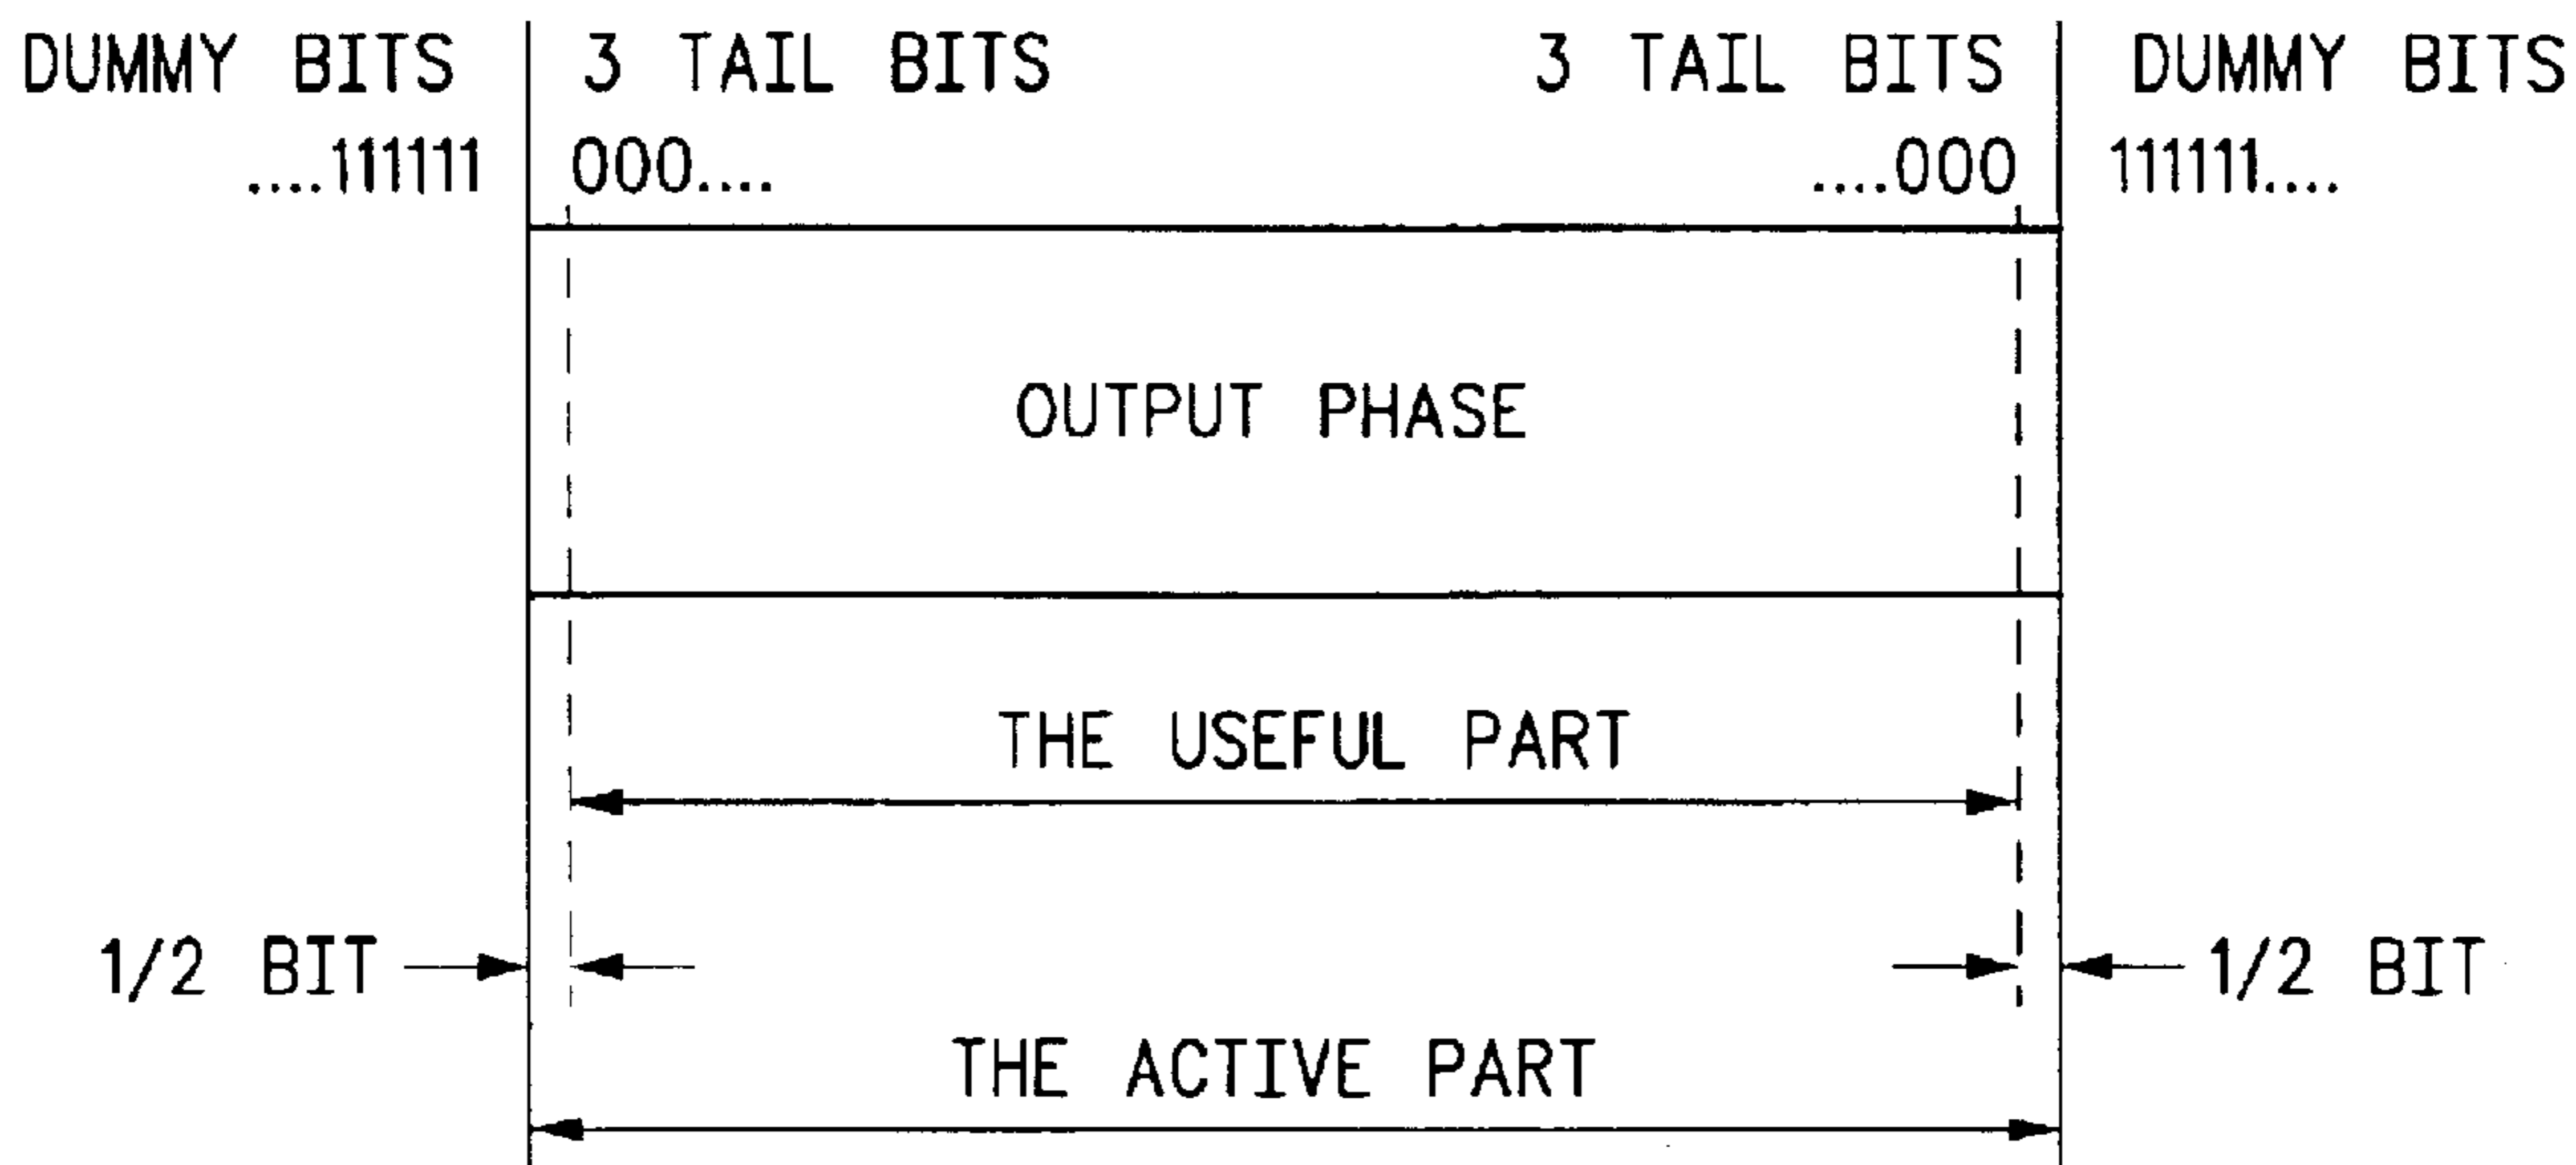 DUMMY BITS 3 TAIL BITS 3 TAIL BITS DUMMY BITS
....111111 000.... ....000 111111....
OUTPUT PHASE
THE USEFUL PART
1/2 BIT 1/2 BIT
THE ACTIVE PART